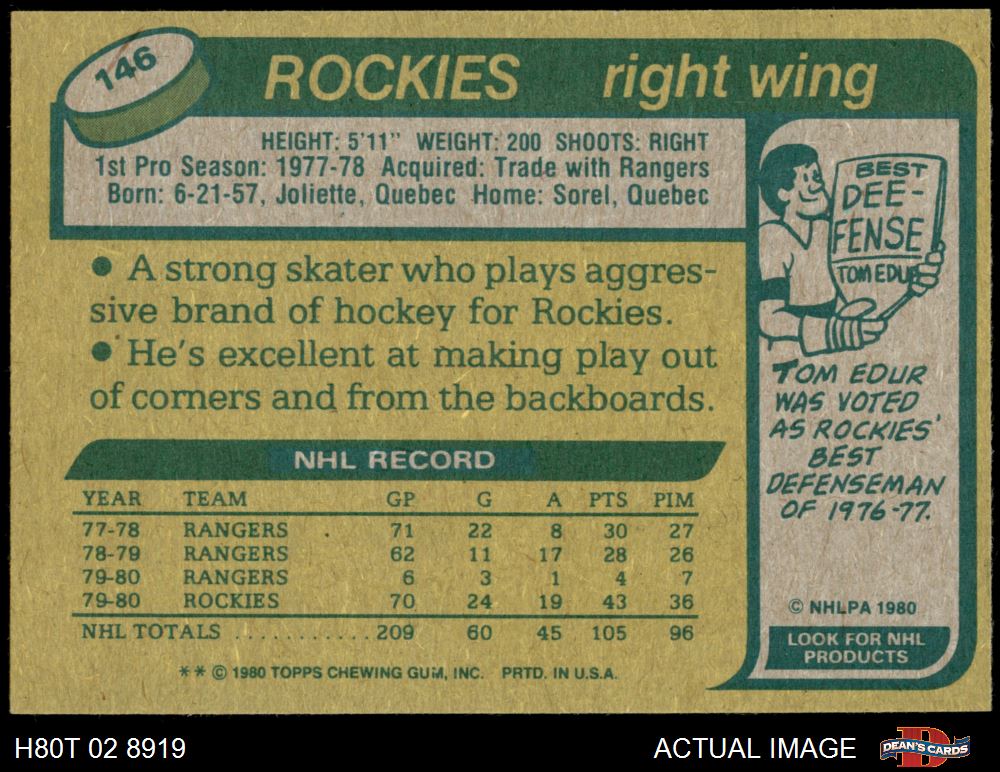 146
ROCKIES right wing
HEIGHT: 5'11" WEIGHT: 200 SHOOTS: RIGHT
1st Pro Season: 1977-78 Acquired: Trade with Rangers
Born: 6-21-57, Joliette, Quebec Home: Sorel, Quebec
● A strong skater who plays aggres-
sive brand of hockey for Rockies.
● He's excellent at making play out
of corners and from the backboards.
NHL RECORD
YEAR TEAM GP G A PTS PIM
77-78 RANGERS 71 22 8 30 27
78-79 RANGERS 62 11 17 28 26
79-80 RANGERS 6 3 1 4 7
79-80 ROCKIES 70 24 19 43 36
NHL TOTALS ........... 209 60 45 105 96
** © 1980 TOPPS CHEWING GUM, INC. PRTD. IN U.S.A.
BEST
DEE-
FENSE
TOM EDUR
TOM EDUR
WAS VOTED
AS ROCKIES'
BEST
DEFENSEMAN
OF 1976-77.
© NHLPA 1980
LOOK FOR NHL
PRODUCTS
H80T 02 8919
ACTUAL IMAGE
DEAN'S CARDS